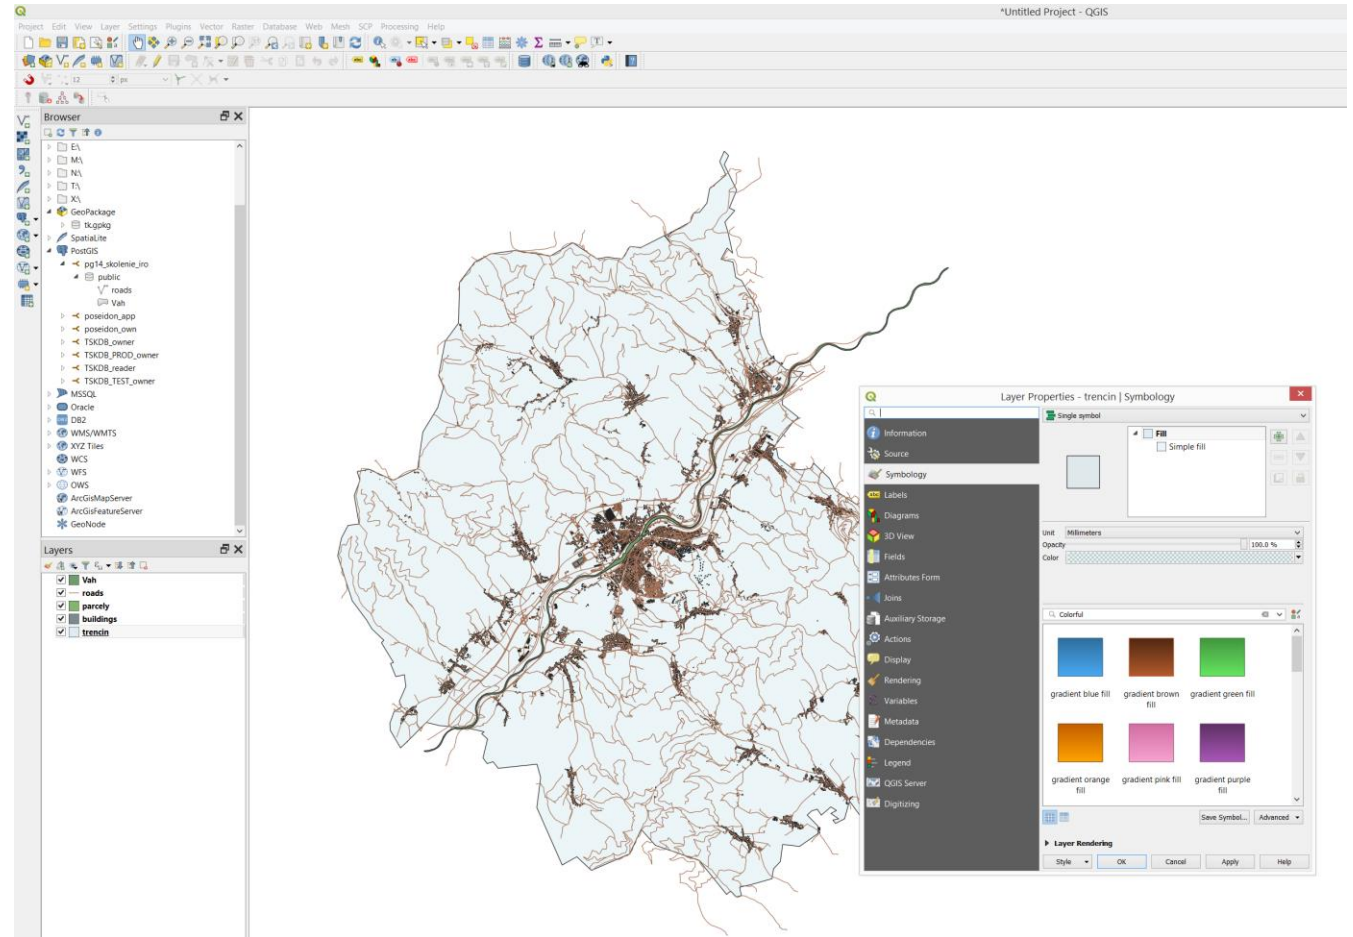 *Untitled Project - QGIS
Project Edit View Layer Settings Plugins Vector Raster Database Web Mesh SCP Processing Help
12 px
Browser
E:\
M:\
N:\
T:\
X:\
GeoPackage
tk.gpkg
SpatiaLite
PostGIS
pg14_skolenie_iro
public
roads
Vah
poseidon_app
poseidon_own
TSKDB_owner
TSKDB_PROD_owner
TSKDB_reader
TSKDB_TEST_owner
MSSQL
Oracle
DB2
WMS/WMTS
XYZ Tiles
WCS
WFS
OWS
ArcGisMapServer
ArcGisFeatureServer
GeoNode
Layers
Vah
roads
parcely
buildings
trencin
Layer Properties - trencin | Symbology
Information
Source
Symbology
Labels
Diagrams
3D View
Fields
Attributes Form
Joins
Auxiliary Storage
Actions
Display
Rendering
Variables
Metadata
Dependencies
Legend
QGIS Server
Digitizing
Single symbol
Fill
Simple fill
Unit Millimeters
Opacity 100.0 %
Color
Colorful
gradient blue fill
gradient brown fill
gradient green fill
gradient orange fill
gradient pink fill
gradient purple fill
Save Symbol... Advanced
Layer Rendering
Style OK Cancel Apply Help